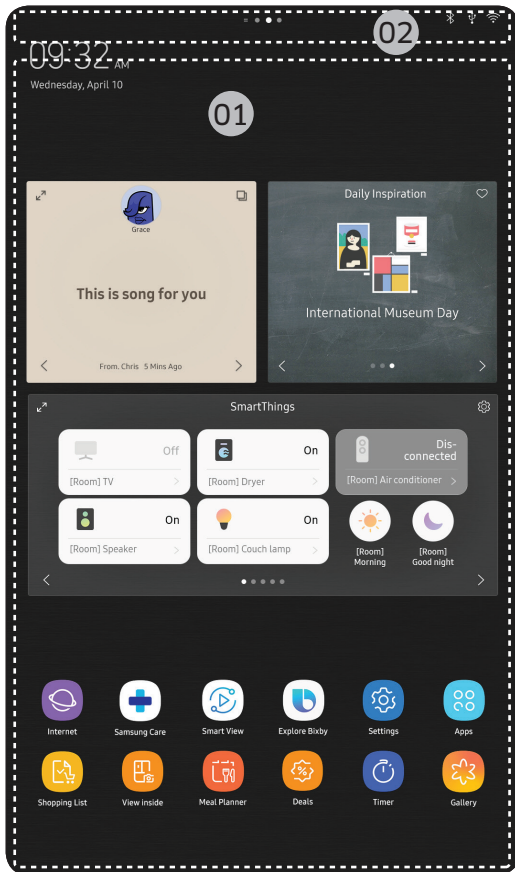 02
09:32 AM
Wednesday, April 10
01
Grace
This is song for you
From. Chris 5 Mins Ago
Daily Inspiration
International Museum Day
SmartThings
Off
[Room] TV
On
[Room] Dryer
Dis-
connected
[Room] Air conditioner
On
[Room] Speaker
On
[Room] Couch lamp
[Room]
Morning
[Room]
Good night
Internet
Samsung Care
Smart View
Explore Bixby
Settings
Apps
Shopping List
View inside
Meal Planner
Deals
Timer
Gallery